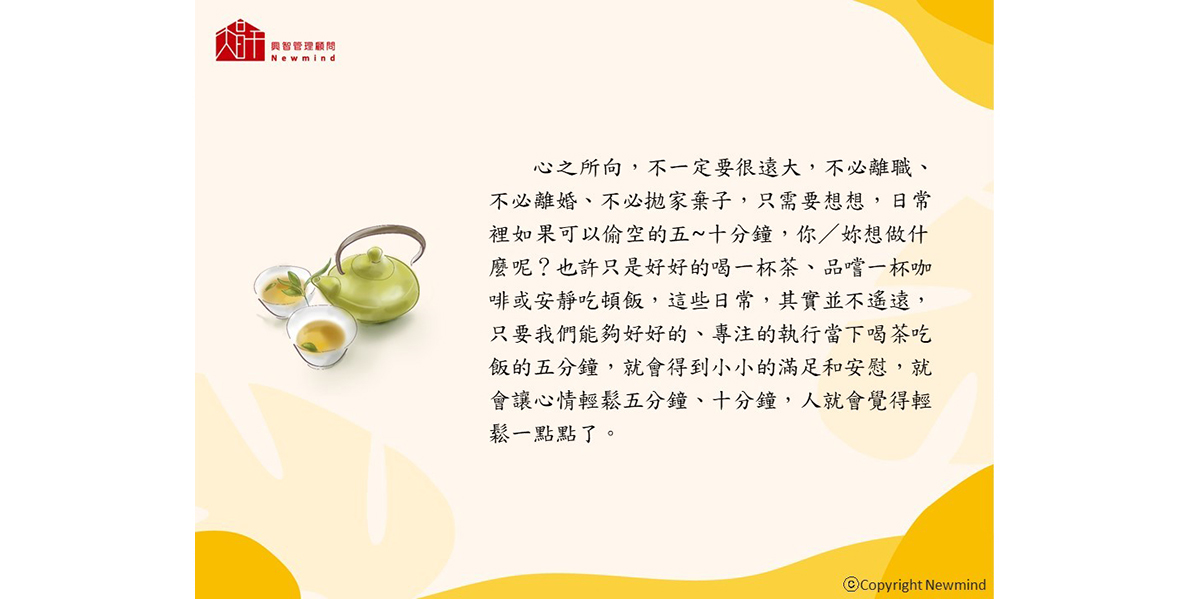 興智管理顧問
Newmind
心之所向，不一定要很遠大，不必離職、
不必離婚、不必拋家棄子，只需要想想，日常
裡如果可以偷空的五~十分鐘，你／妳想做什
麼呢？也許只是好好的喝一杯茶、品嚐一杯咖
啡或安靜吃頓飯，這些日常，其實並不遙遠，
只要我們能夠好好的、專注的執行當下喝茶吃
飯的五分鐘，就會得到小小的滿足和安慰，就
會讓心情輕鬆五分鐘、十分鐘，人就會覺得輕
鬆一點點了。
ⒸCopyright Newmind